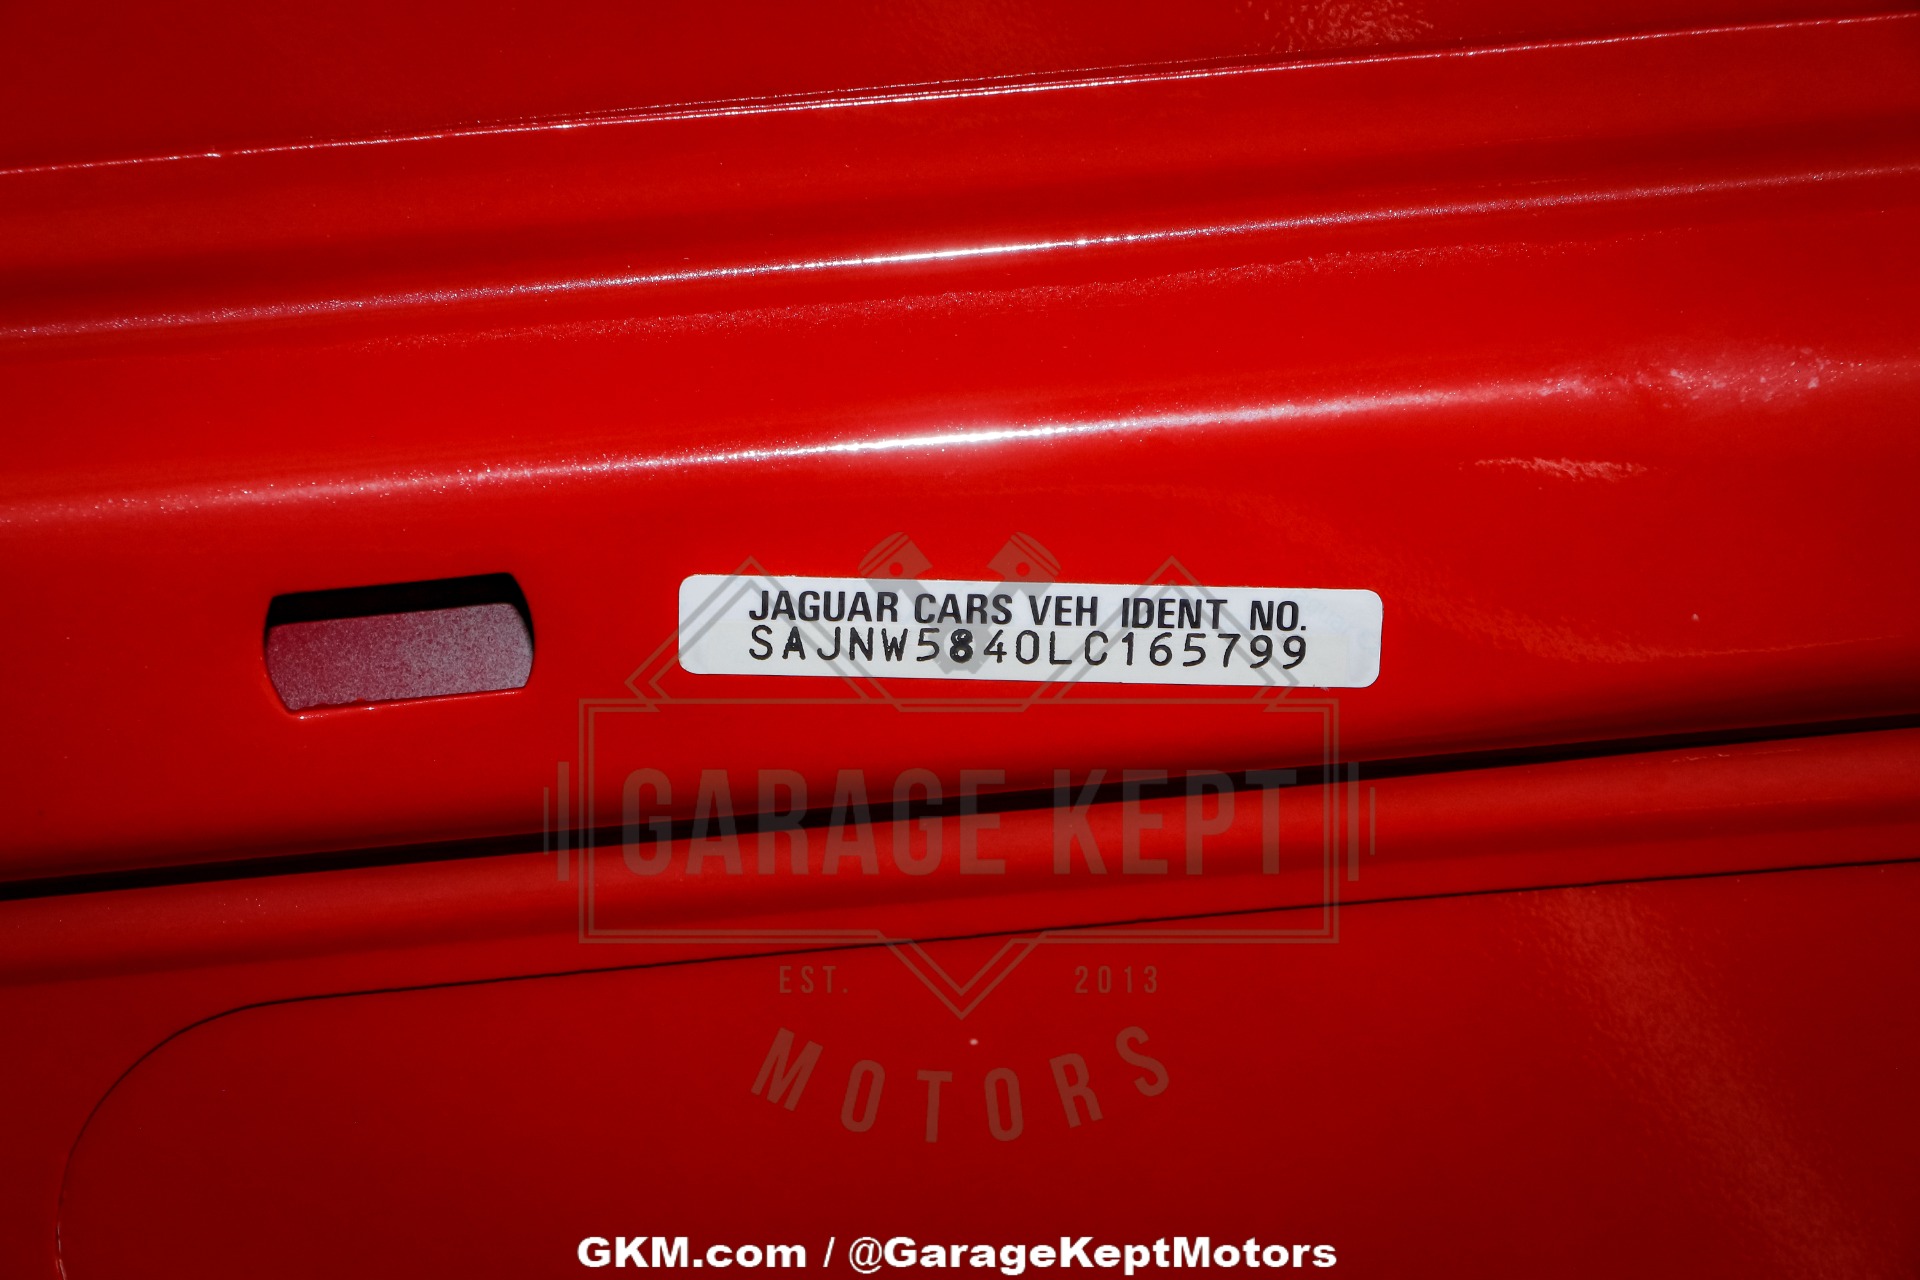 JAGUAR CARS VEH IDENT NO.
SAJNW5840LC165799
GARAGE KEPT
EST. 2013
MOTORS
GKM.com / @GarageKeptMotors